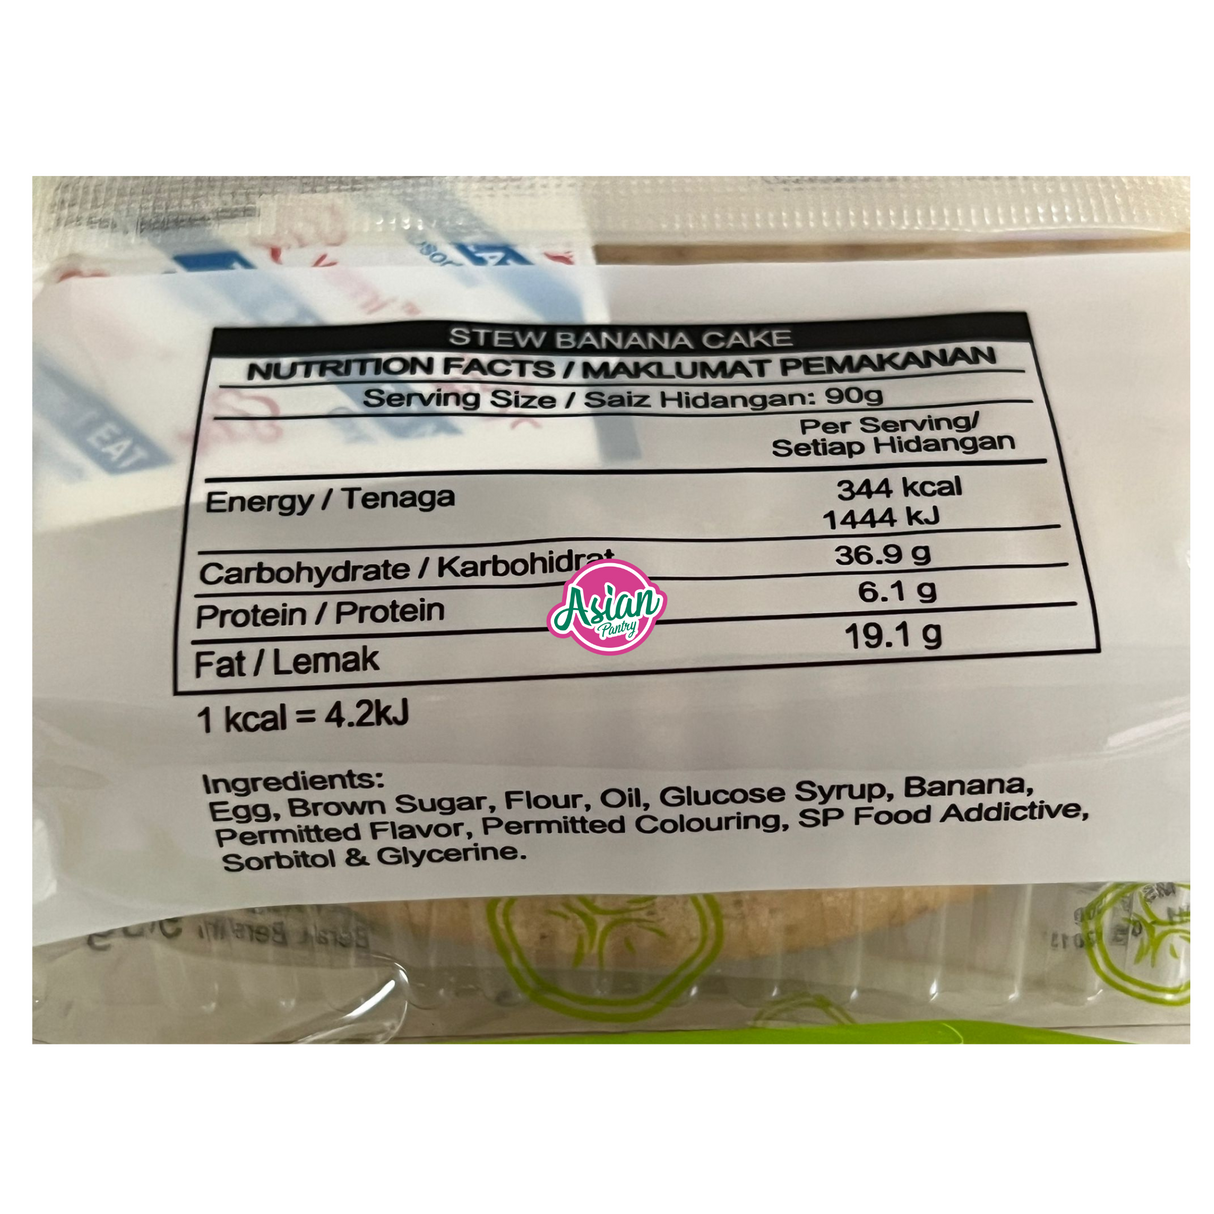 STEW BANANA CAKE
NUTRITION FACTS / MAKLUMAT PEMAKANAN
Serving Size / Saiz Hidangan: 90g
Per Serving/
Setiap Hidangan
Energy / Tenaga 344 kcal
1444 kJ
Carbohydrate / Karbohidrat 36.9 g
Protein / Protein 6.1 g
Fat / Lemak 19.1 g
Asian
Pantry
1 kcal = 4.2kJ
Ingredients:
Egg, Brown Sugar, Flour, Oil, Glucose Syrup, Banana,
Permitted Flavor, Permitted Colouring, SP Food Addictive,
Sorbitol & Glycerine.
EAT